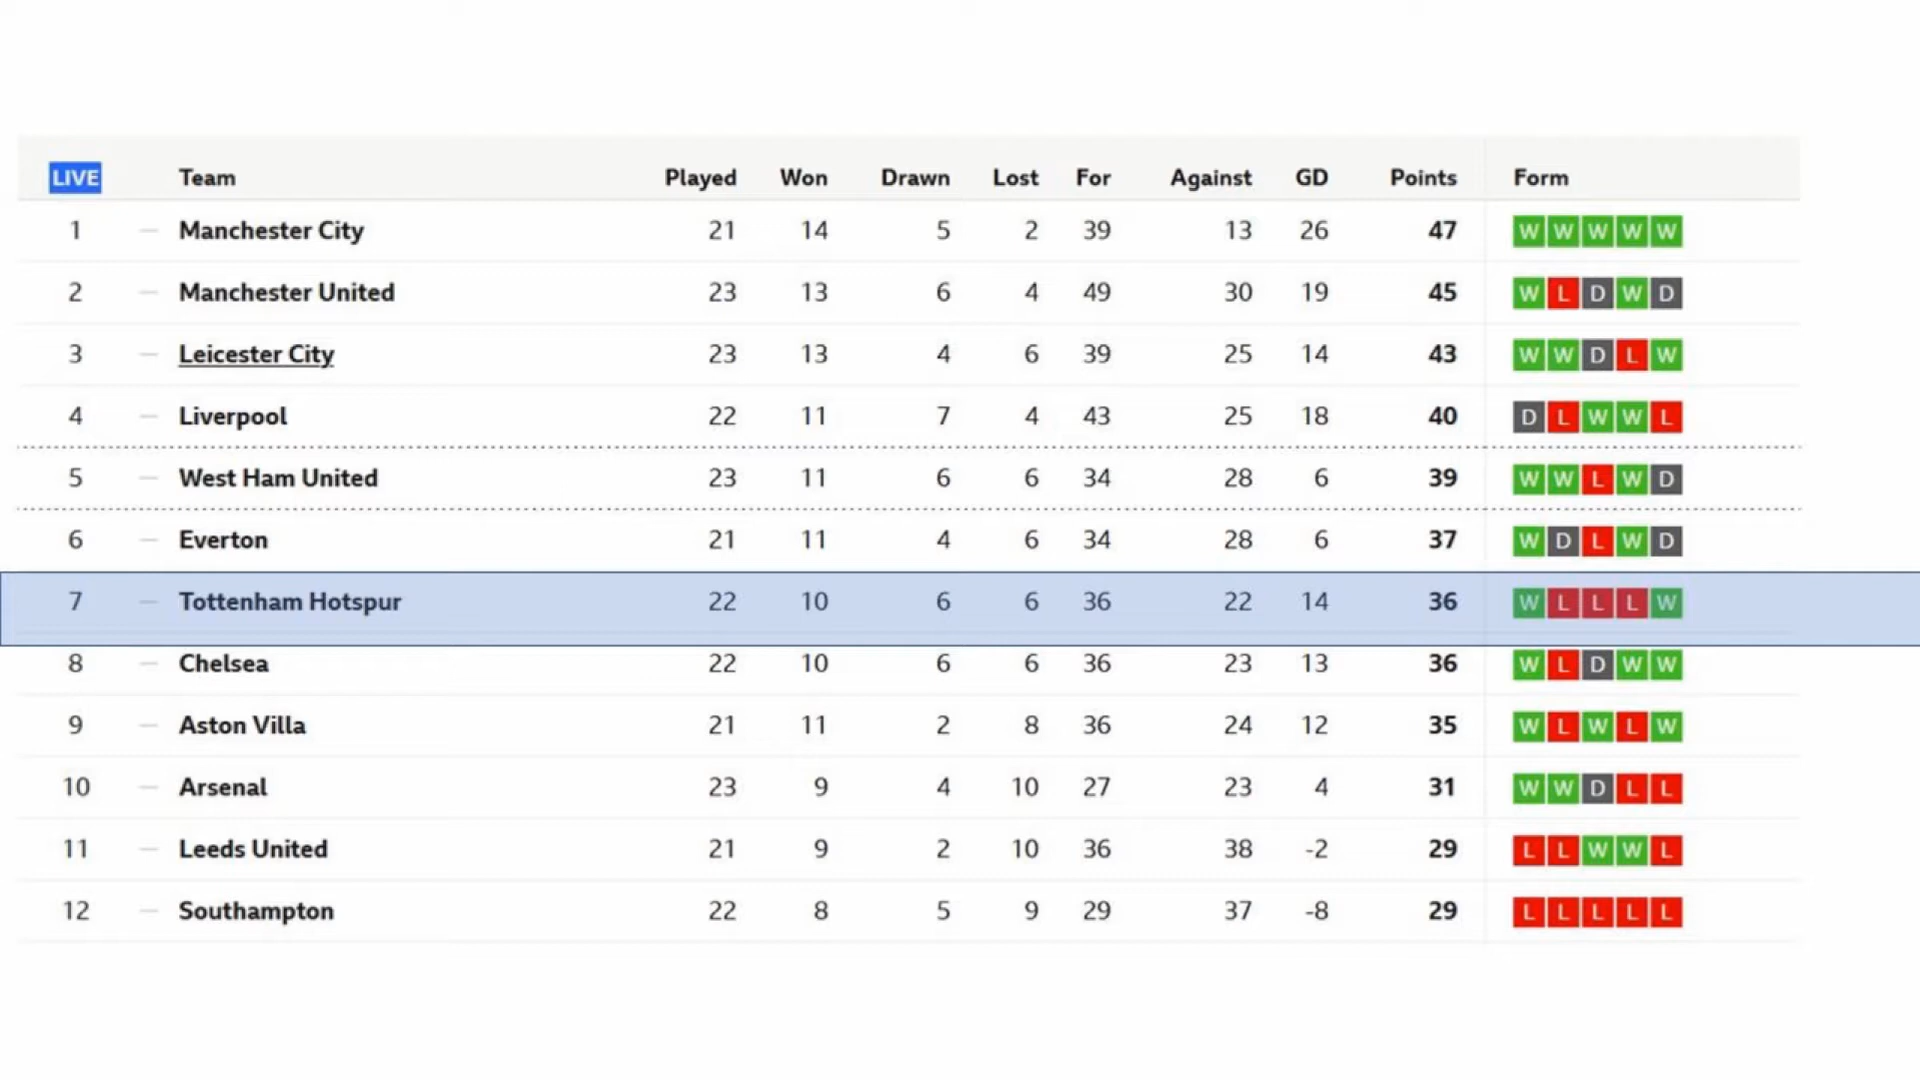 LIVE Team Played Won Drawn Lost For Against GD Points Form
1 — Manchester City 21 14 5 2 39 13 26 47 W W W W W
2 — Manchester United 23 13 6 4 49 30 19 45 W L D W D
3 — Leicester City 23 13 4 6 39 25 14 43 W W D L W
4 — Liverpool 22 11 7 4 43 25 18 40 D L W W L
5 — West Ham United 23 11 6 6 34 28 6 39 W W L W D
6 — Everton 21 11 4 6 34 28 6 37 W D L W D
7 — Tottenham Hotspur 22 10 6 6 36 22 14 36 W L L L W
8 — Chelsea 22 10 6 6 36 23 13 36 W L D W W
9 — Aston Villa 21 11 2 8 36 24 12 35 W L W L W
10 — Arsenal 23 9 4 10 27 23 4 31 W W D L L
11 — Leeds United 21 9 2 10 36 38 -2 29 L L W W L
12 — Southampton 22 8 5 9 29 37 -8 29 L L L L L